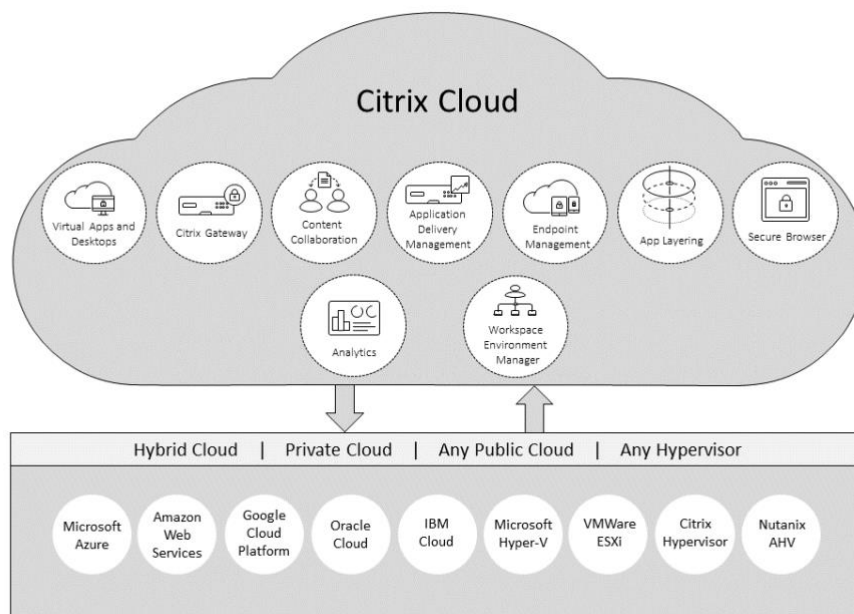 Citrix Cloud
Virtual Apps and
Desktops
Citrix Gateway
Content
Collaboration
Application
Delivery
Management
Endpoint
Management
App Layering
Secure Browser
Analytics
Workspace
Environment
Manager
Hybrid Cloud | Private Cloud | Any Public Cloud | Any Hypervisor
Microsoft
Azure
Amazon
Web
Services
Google
Cloud
Platform
Oracle
Cloud
IBM
Cloud
Microsoft
Hyper-V
VMWare
ESXi
Citrix
Hypervisor
Nutanix
AHV